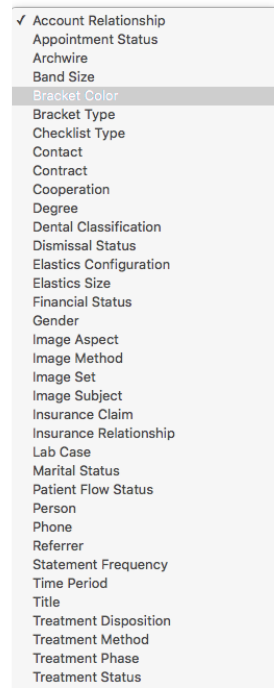 ✓ Account Relationship
Appointment Status
Archwire
Band Size
Bracket Color
Bracket Type
Checklist Type
Contact
Contract
Cooperation
Degree
Dental Classification
Dismissal Status
Elastics Configuration
Elastics Size
Financial Status
Gender
Image Aspect
Image Method
Image Set
Image Subject
Insurance Claim
Insurance Relationship
Lab Case
Marital Status
Patient Flow Status
Person
Phone
Referrer
Statement Frequency
Time Period
Title
Treatment Disposition
Treatment Method
Treatment Phase
Treatment Status